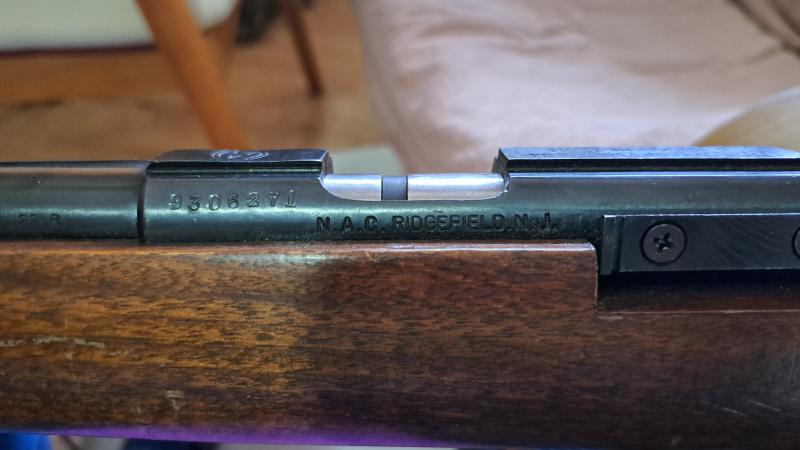 9306271
N.A.C. RIDGEFIELD, N.J.